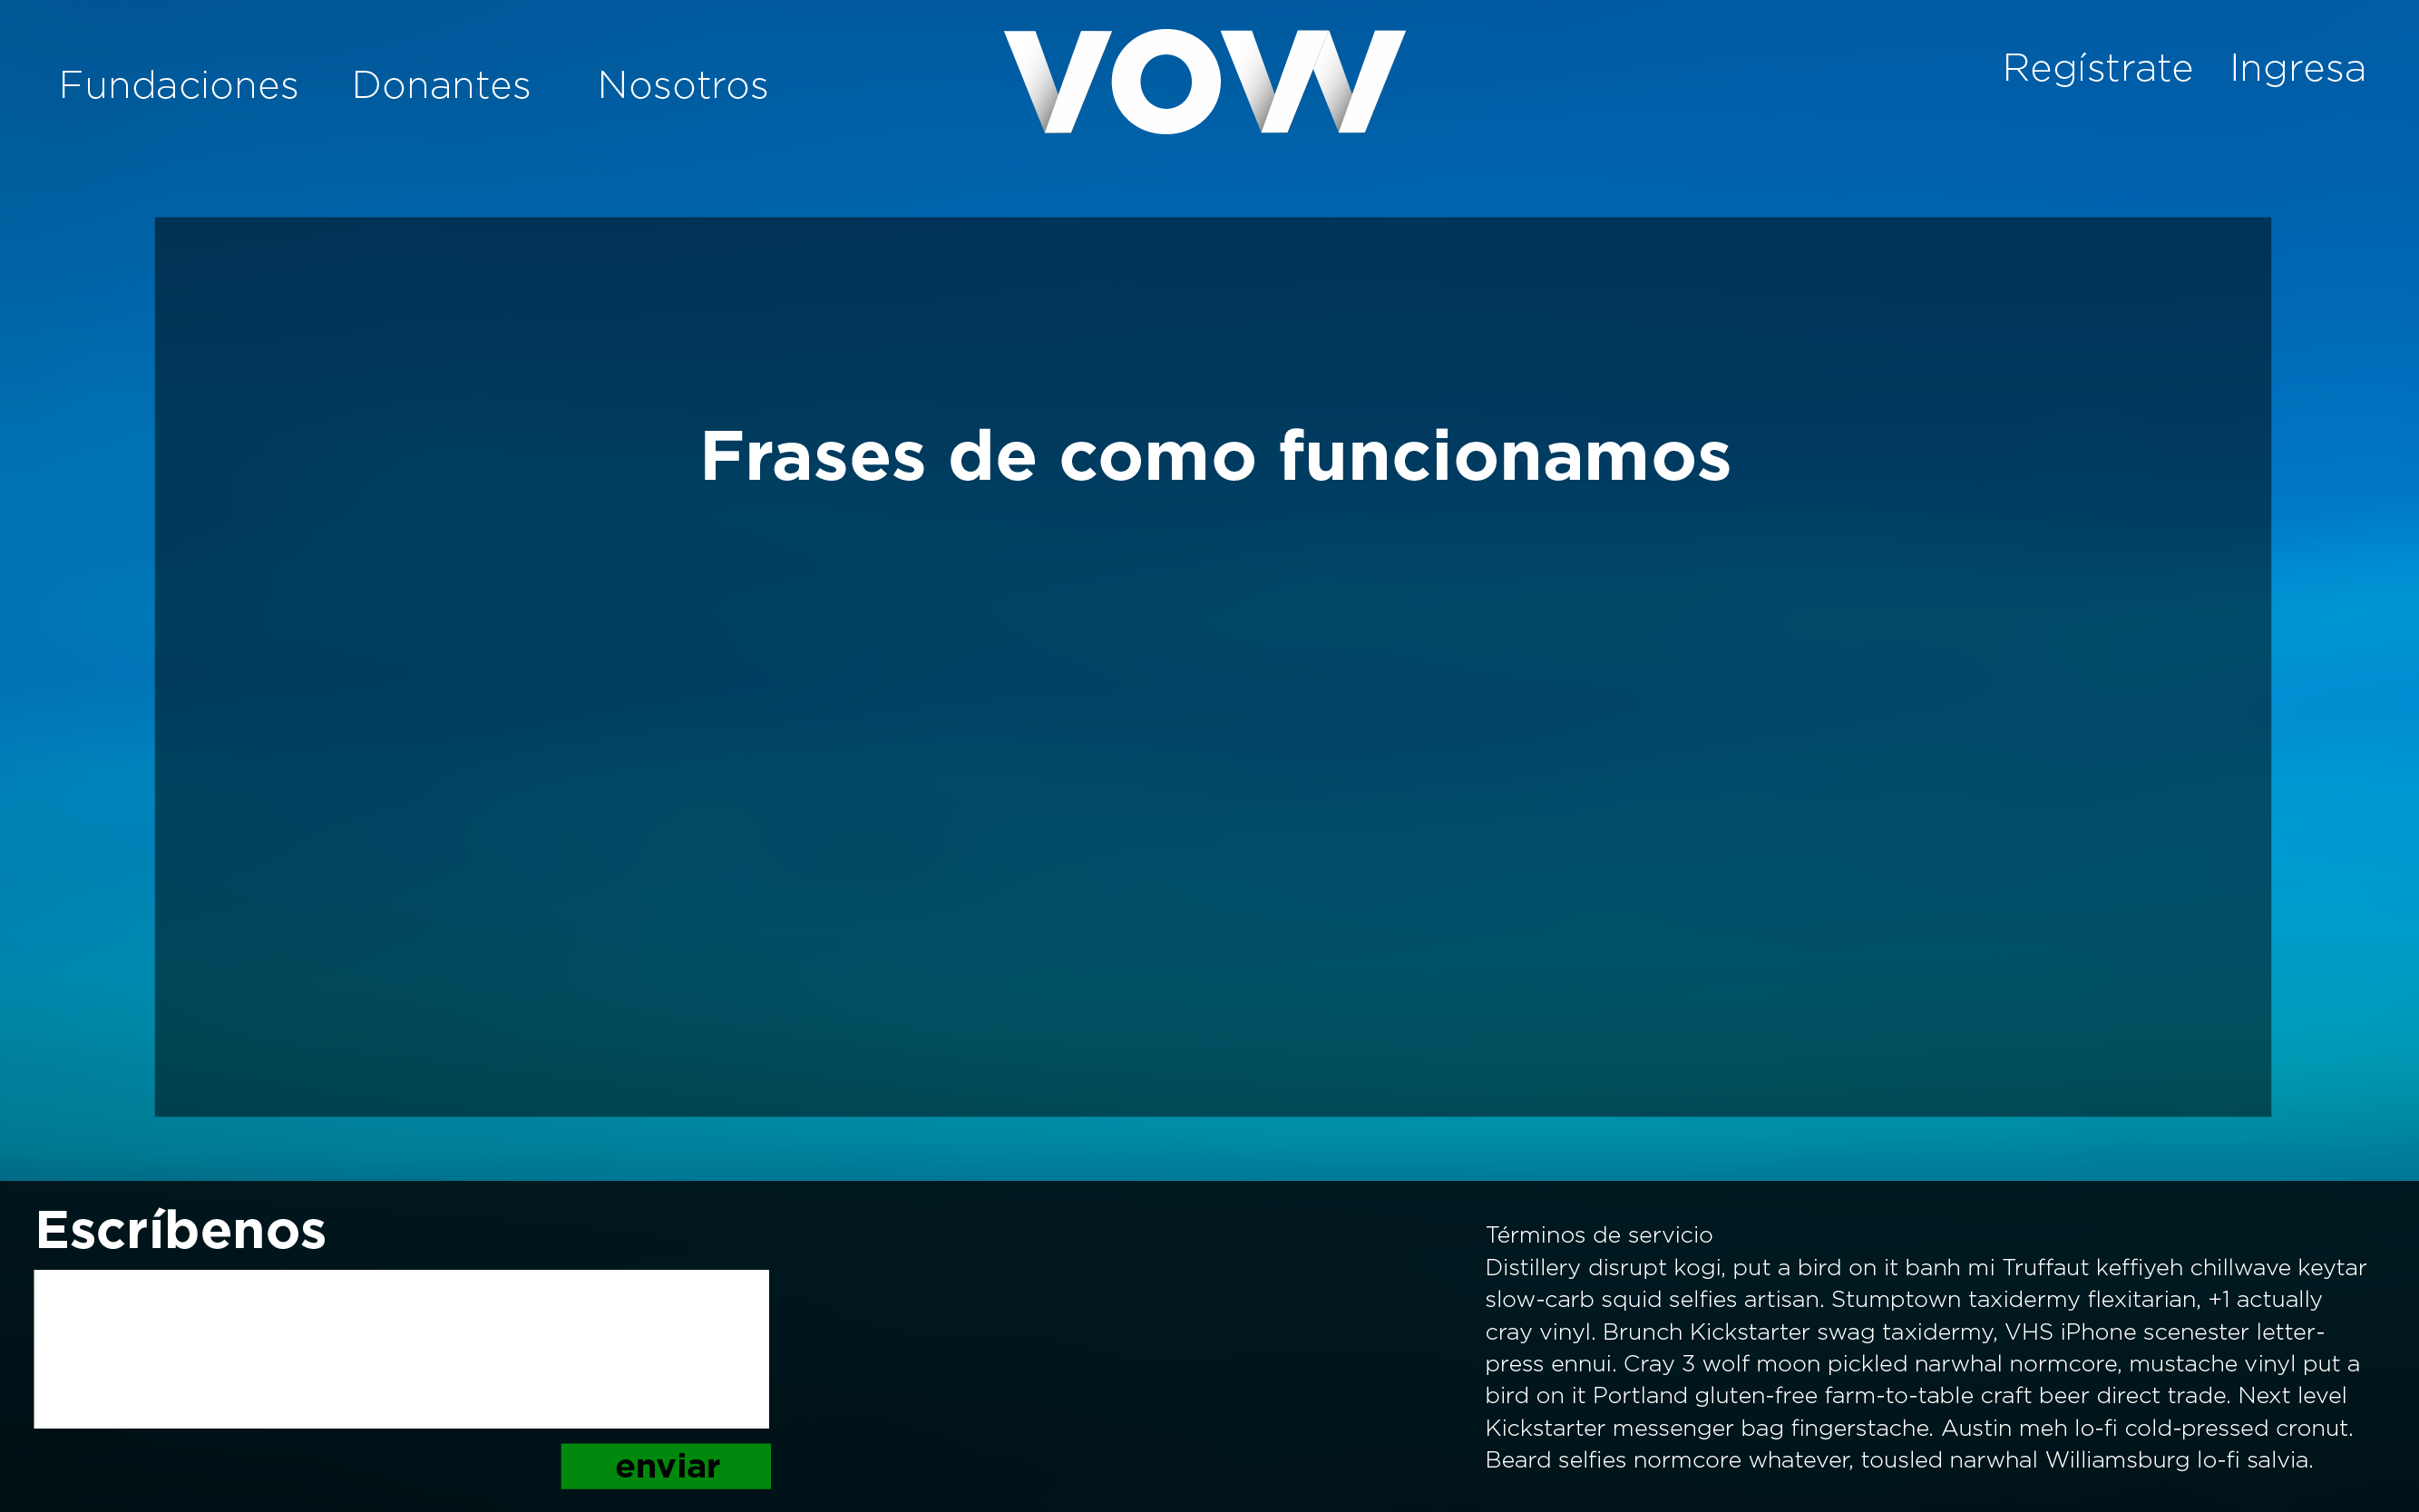 Fundaciones Donantes Nosotros VOW Regístrate Ingresa
Frases de como funcionamos
Escríbenos
enviar
Términos de servicio
Distillery disrupt kogi, put a bird on it banh mi Truffaut keffiyeh chillwave keytar
slow-carb squid selfies artisan. Stumptown taxidermy flexitarian, +1 actually
cray vinyl. Brunch Kickstarter swag taxidermy, VHS iPhone scenester letter-
press ennui. Cray 3 wolf moon pickled narwhal normcore, mustache vinyl put a
bird on it Portland gluten-free farm-to-table craft beer direct trade. Next level
Kickstarter messenger bag fingerstache. Austin meh lo-fi cold-pressed cronut.
Beard selfies normcore whatever, tousled narwhal Williamsburg lo-fi salvia.